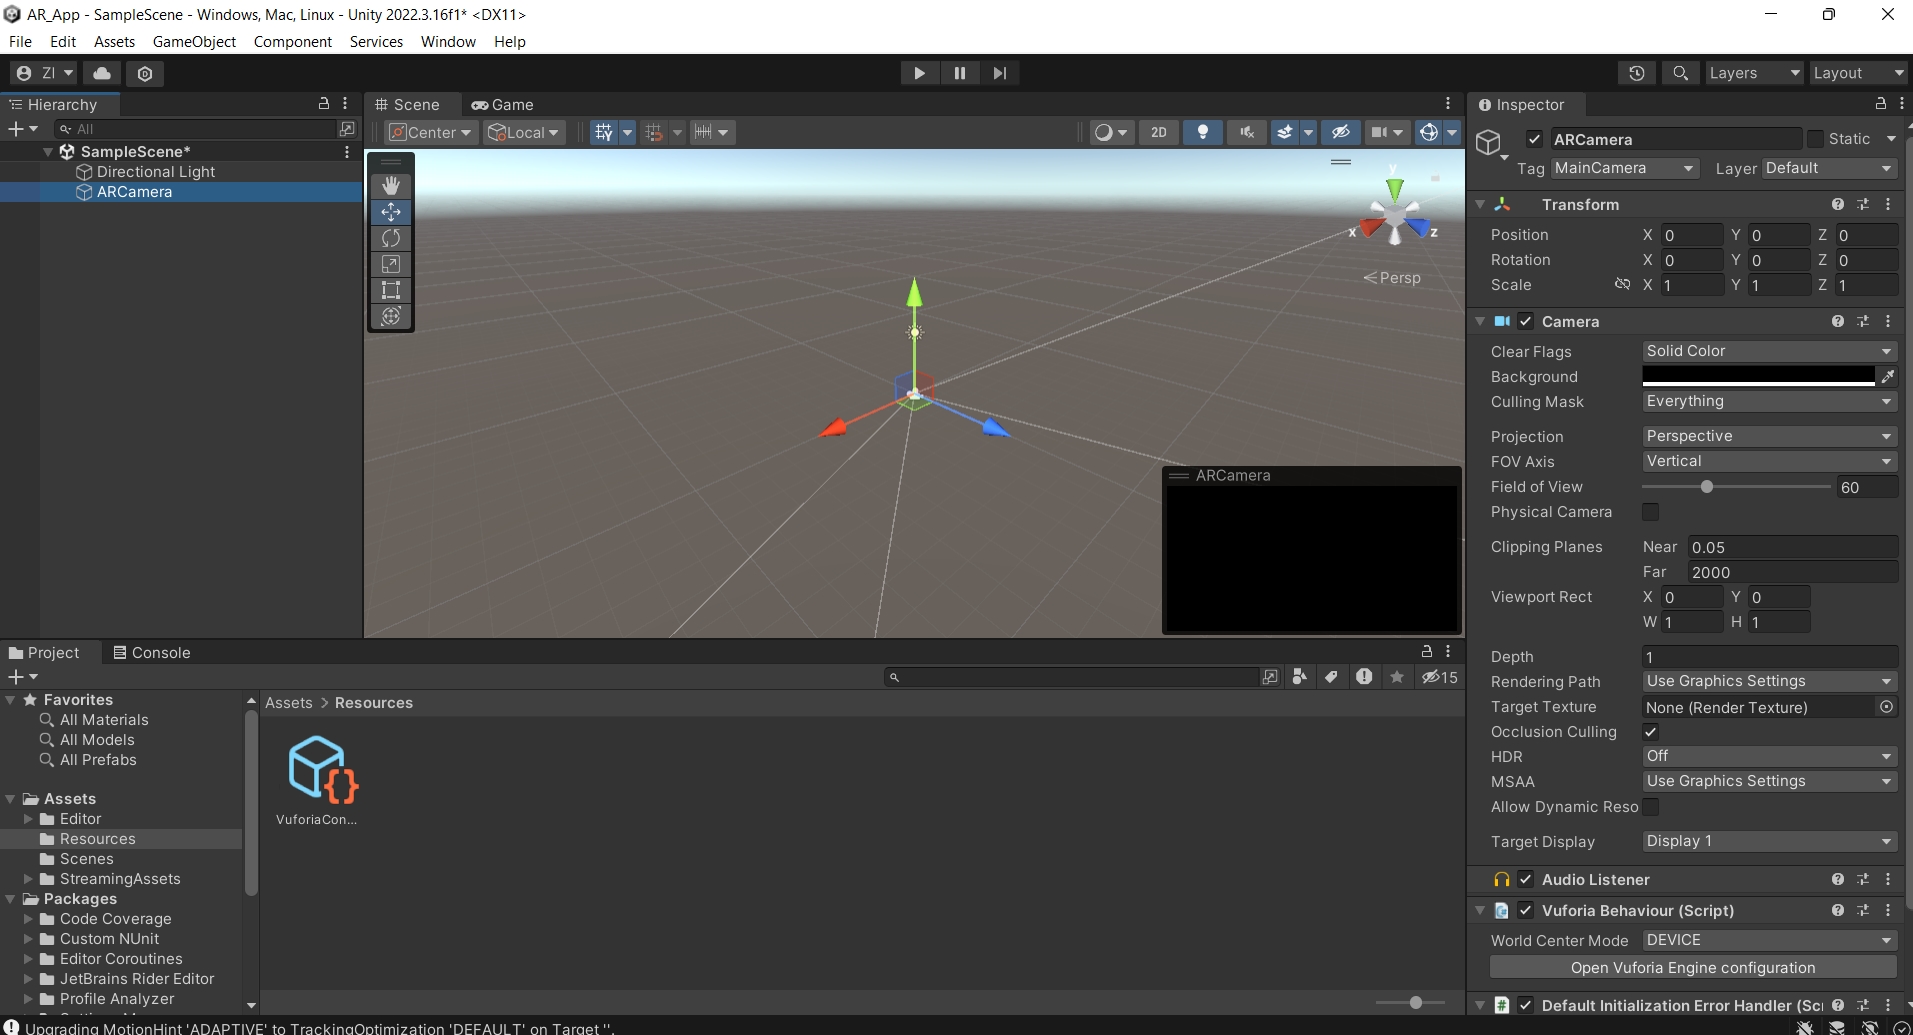 AR_App - SampleScene - Windows, Mac, Linux - Unity 2022.3.16f1* <DX11>
File Edit Assets GameObject Component Services Window Help
ZI
Layers
Layout
Hierarchy
All
SampleScene*
Directional Light
ARCamera
Scene
Game
Center
Local
2D
y
x
z
Persp
ARCamera
Inspector
ARCamera
Static
Tag MainCamera Layer Default
Transform
Position X 0 Y 0 Z 0
Rotation X 0 Y 0 Z 0
Scale X 1 Y 1 Z 1
Camera
Clear Flags Solid Color
Background
Culling Mask Everything
Projection Perspective
FOV Axis Vertical
Field of View 60
Physical Camera
Clipping Planes Near 0.05
Far 2000
Viewport Rect X 0 Y 0
W 1 H 1
Depth 1
Rendering Path Use Graphics Settings
Target Texture None (Render Texture)
Occlusion Culling
HDR Off
MSAA Use Graphics Settings
Allow Dynamic Reso
Target Display Display 1
Audio Listener
Vuforia Behaviour (Script)
World Center Mode DEVICE
Open Vuforia Engine configuration
Default Initialization Error Handler (Scr
Project
Console
15
Favorites
All Materials
All Models
All Prefabs
Assets
Editor
Resources
Scenes
StreamingAssets
Packages
Code Coverage
Custom NUnit
Editor Coroutines
JetBrains Rider Editor
Profile Analyzer
Assets > Resources
VuforiaCon...
Upgrading MotionHint 'ADAPTIVE' to TrackingOptimization 'DEFAULT' on Target ''.